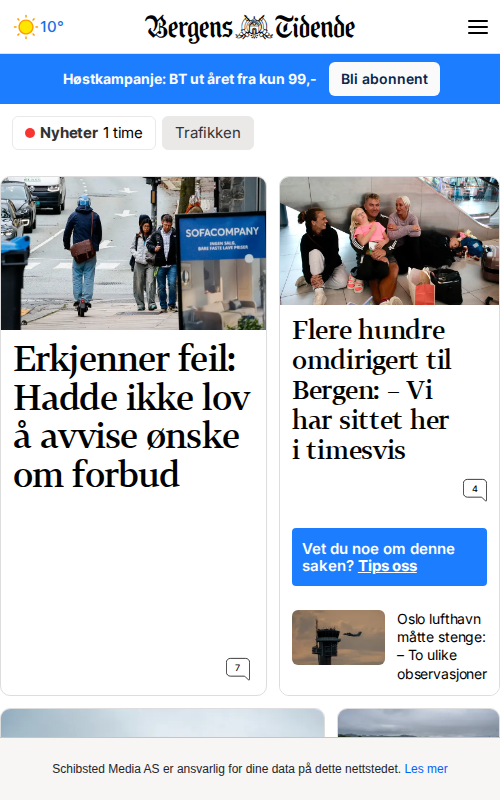 10°
Bergens Tidende
Høstkampanje: BT ut året fra kun 99,-
Bli abonnent
Nyheter 1 time
Trafikken
SOFACOMPANY
Erkjenner feil:
Hadde ikke lov
å avvise ønske
om forbud
7
Flere hundre
omdirigert til
Bergen: – Vi
har sittet her
i timesvis
4
Vet du noe om denne
saken? Tips oss
Oslo lufthavn
måtte stenge:
– To ulike
observasjoner
Schibsted Media AS er ansvarlig for dine data på dette nettstedet. Les mer